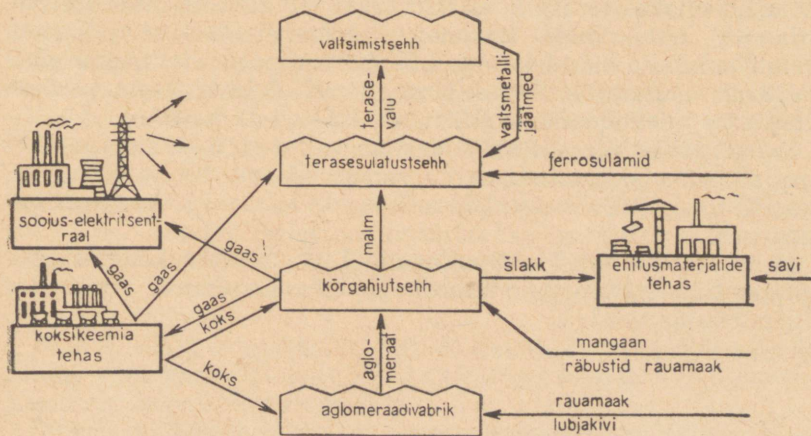 valtsimistsehh
terase-
valu
valtsmetalli-
jäätmed
terasesulatustsehh
ferrosulamid
soojus-elektritsent-
raal
gaas
gaas
gaas
malm
kõrgahjutsehh
šlakk
ehitusmaterjalide
tehas
savi
gaas
koks
koksikeemia
tehas
koks
aglo-
meraat
mangaan
räbustid rauamaak
aglomeraadivabrik
rauamaak
lubjakivi